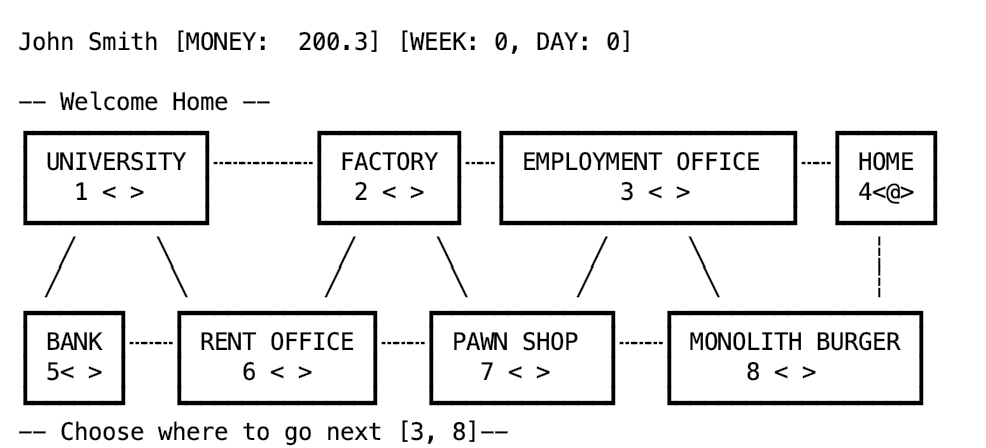 John Smith [MONEY:  200.3] [WEEK: 0, DAY: 0]
-- Welcome Home --
UNIVERSITY FACTORY EMPLOYMENT OFFICE HOME
1 < > 2 < > 3 < > 4<@>
BANK RENT OFFICE PAWN SHOP MONOLITH BURGER
5< > 6 < > 7 < > 8 < >
-- Choose where to go next [3, 8]--